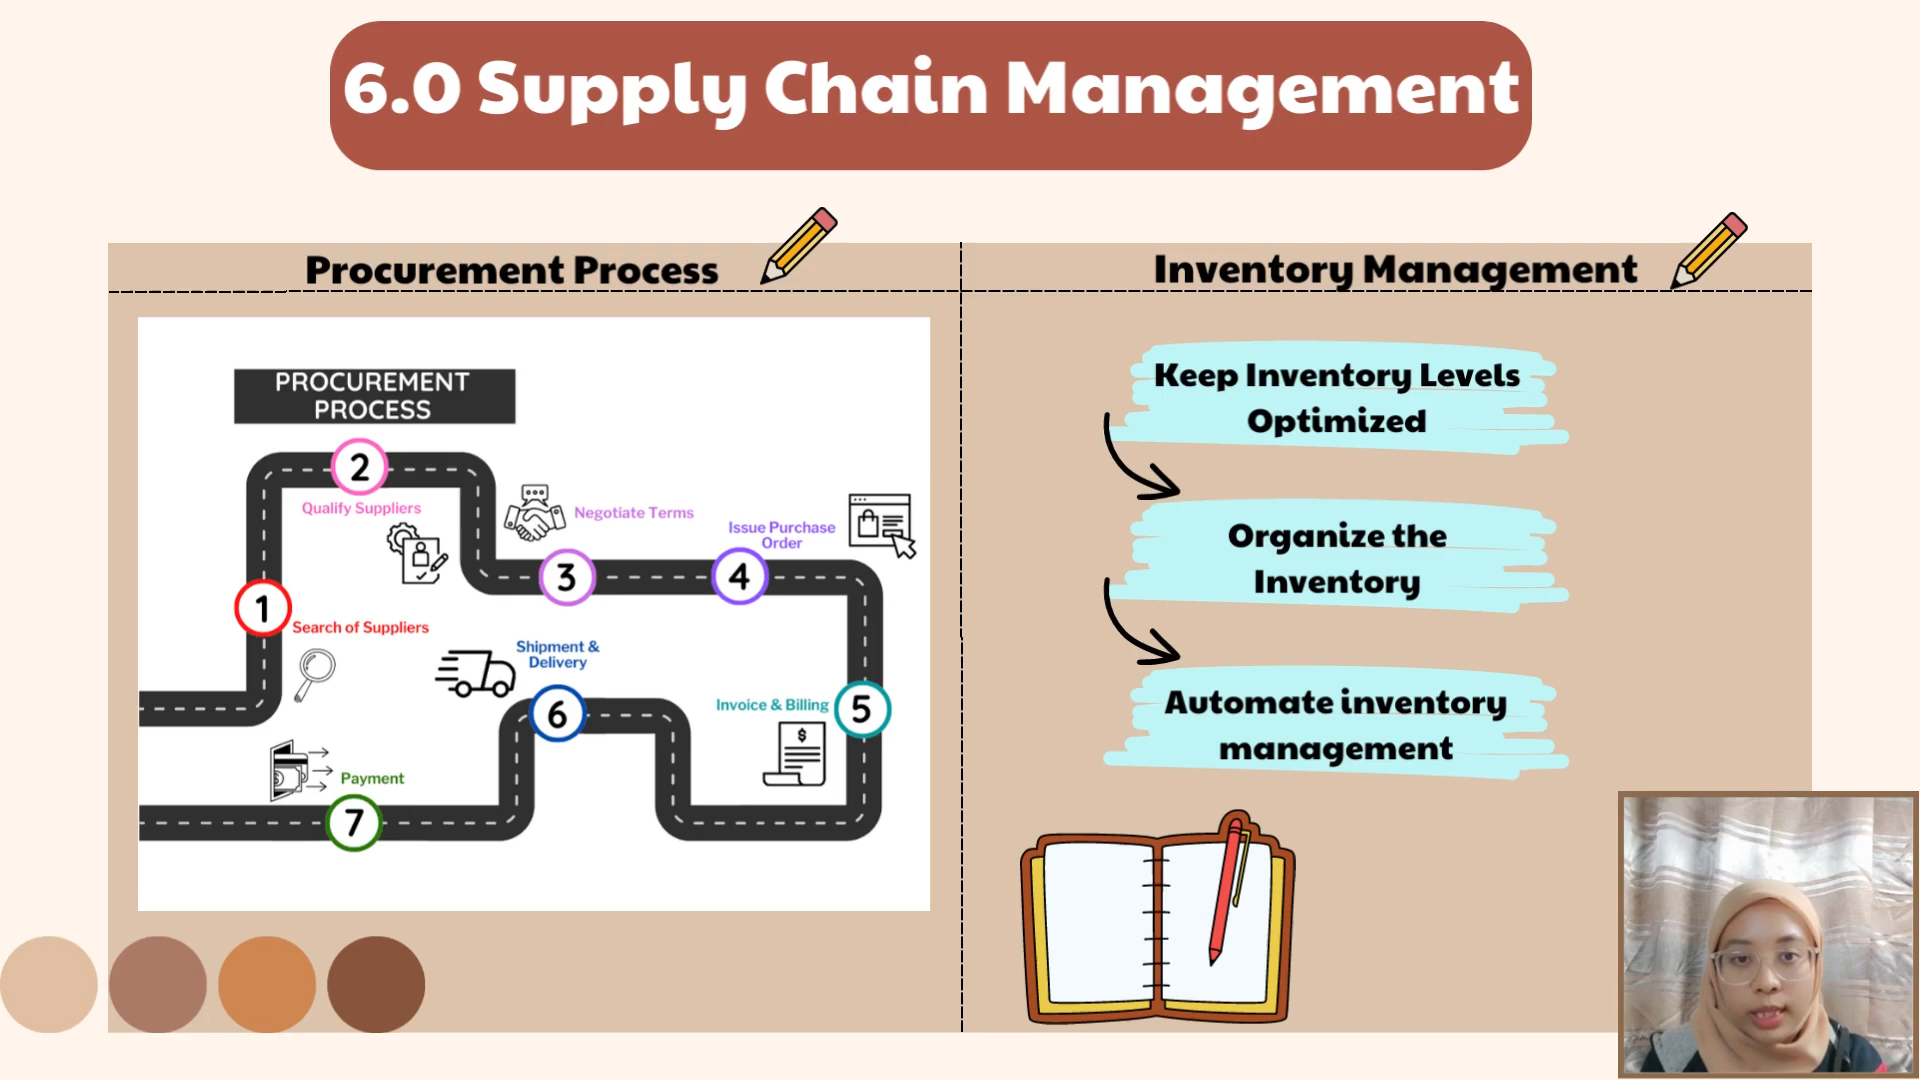 6.0 Supply Chain Management
Procurement Process
PROCUREMENT
PROCESS
1
Search of Suppliers
2
Qualify Suppliers
3
Negotiate Terms
4
Issue Purchase
Order
5
Invoice & Billing
$
6
Shipment &
Delivery
7
Payment
Inventory Management
Keep Inventory Levels
Optimized
Organize the
Inventory
Automate inventory
management